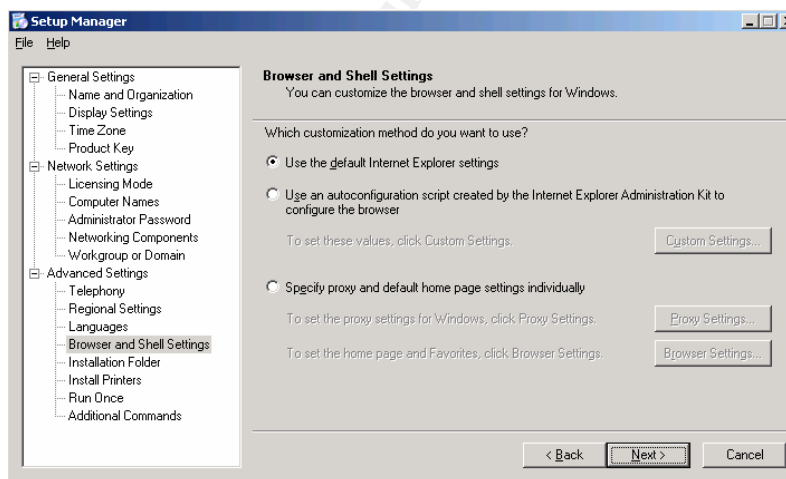 Setup Manager
File Help
General Settings
Name and Organization
Display Settings
Time Zone
Product Key
Network Settings
Licensing Mode
Computer Names
Administrator Password
Networking Components
Workgroup or Domain
Advanced Settings
Telephony
Regional Settings
Languages
Browser and Shell Settings
Installation Folder
Install Printers
Run Once
Additional Commands
Browser and Shell Settings
You can customize the browser and shell settings for Windows.
Which customization method do you want to use?
Use the default Internet Explorer settings
Use an autoconfiguration script created by the Internet Explorer Administration Kit to
configure the browser
To set these values, click Custom Settings.
Custom Settings...
Specify proxy and default home page settings individually
To set the proxy settings for Windows, click Proxy Settings.
Proxy Settings...
To set the home page and Favorites, click Browser Settings.
Browser Settings...
< Back
Next >
Cancel